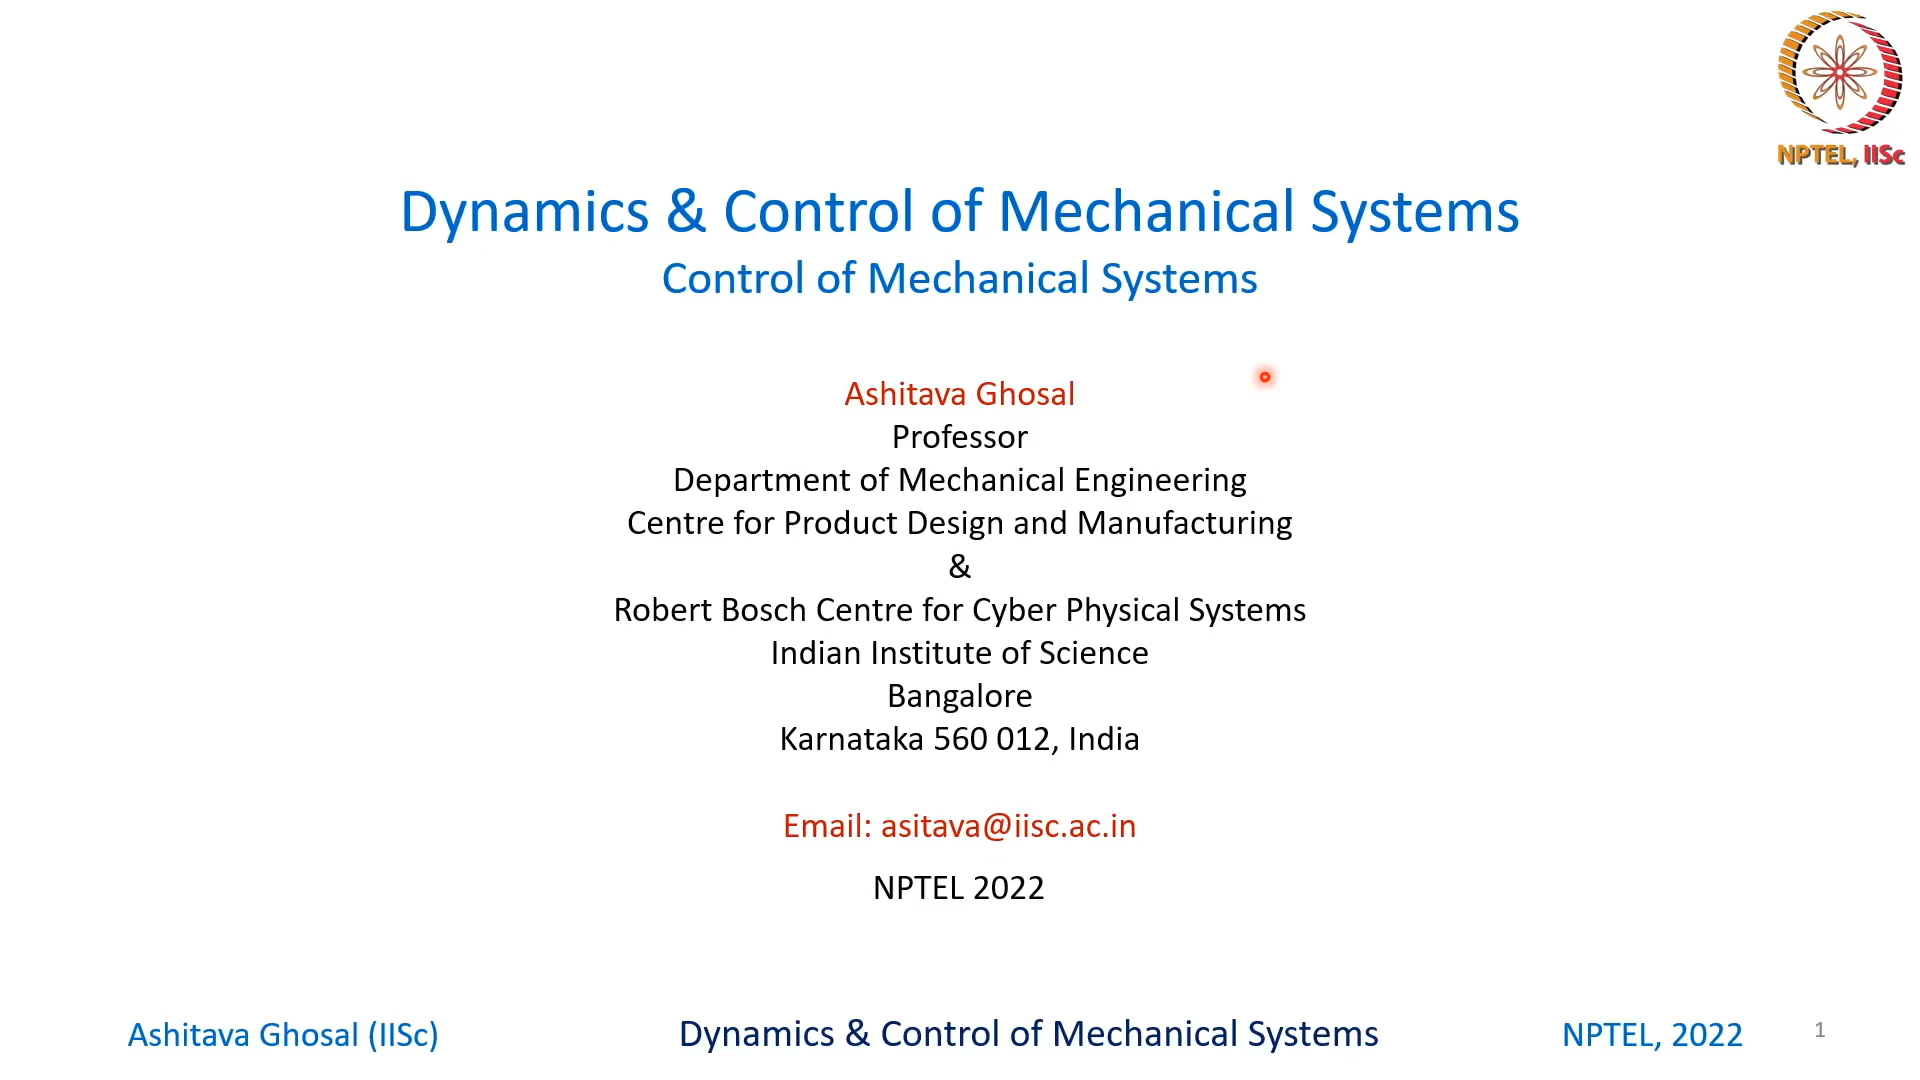 NPTEL, IISc
Dynamics & Control of Mechanical Systems
Control of Mechanical Systems
Ashitava Ghosal
Professor
Department of Mechanical Engineering
Centre for Product Design and Manufacturing
&
Robert Bosch Centre for Cyber Physical Systems
Indian Institute of Science
Bangalore
Karnataka 560 012, India
Email: asitava@iisc.ac.in
NPTEL 2022
Ashitava Ghosal (IISc) Dynamics & Control of Mechanical Systems NPTEL, 2022 1